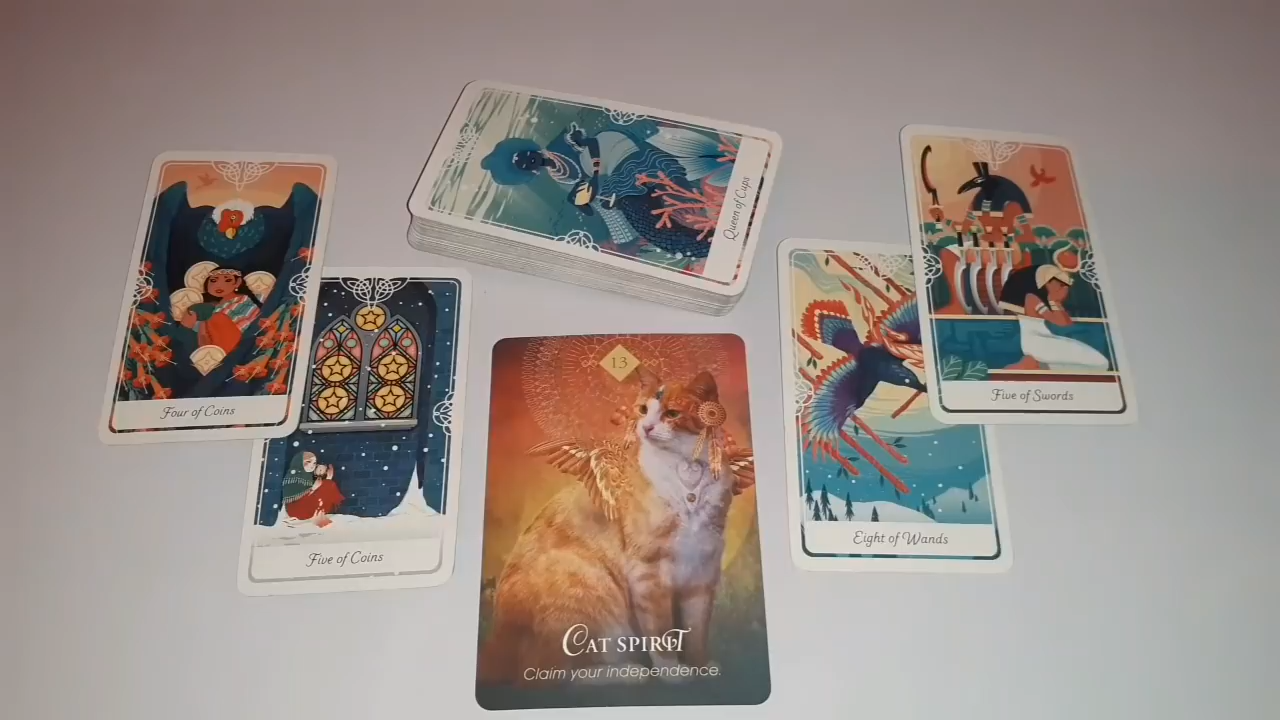 Queen of Cups
Four of Coins
Five of Coins
13
CAT SPIRIT
Claim your independence.
Eight of Wands
Five of Swords